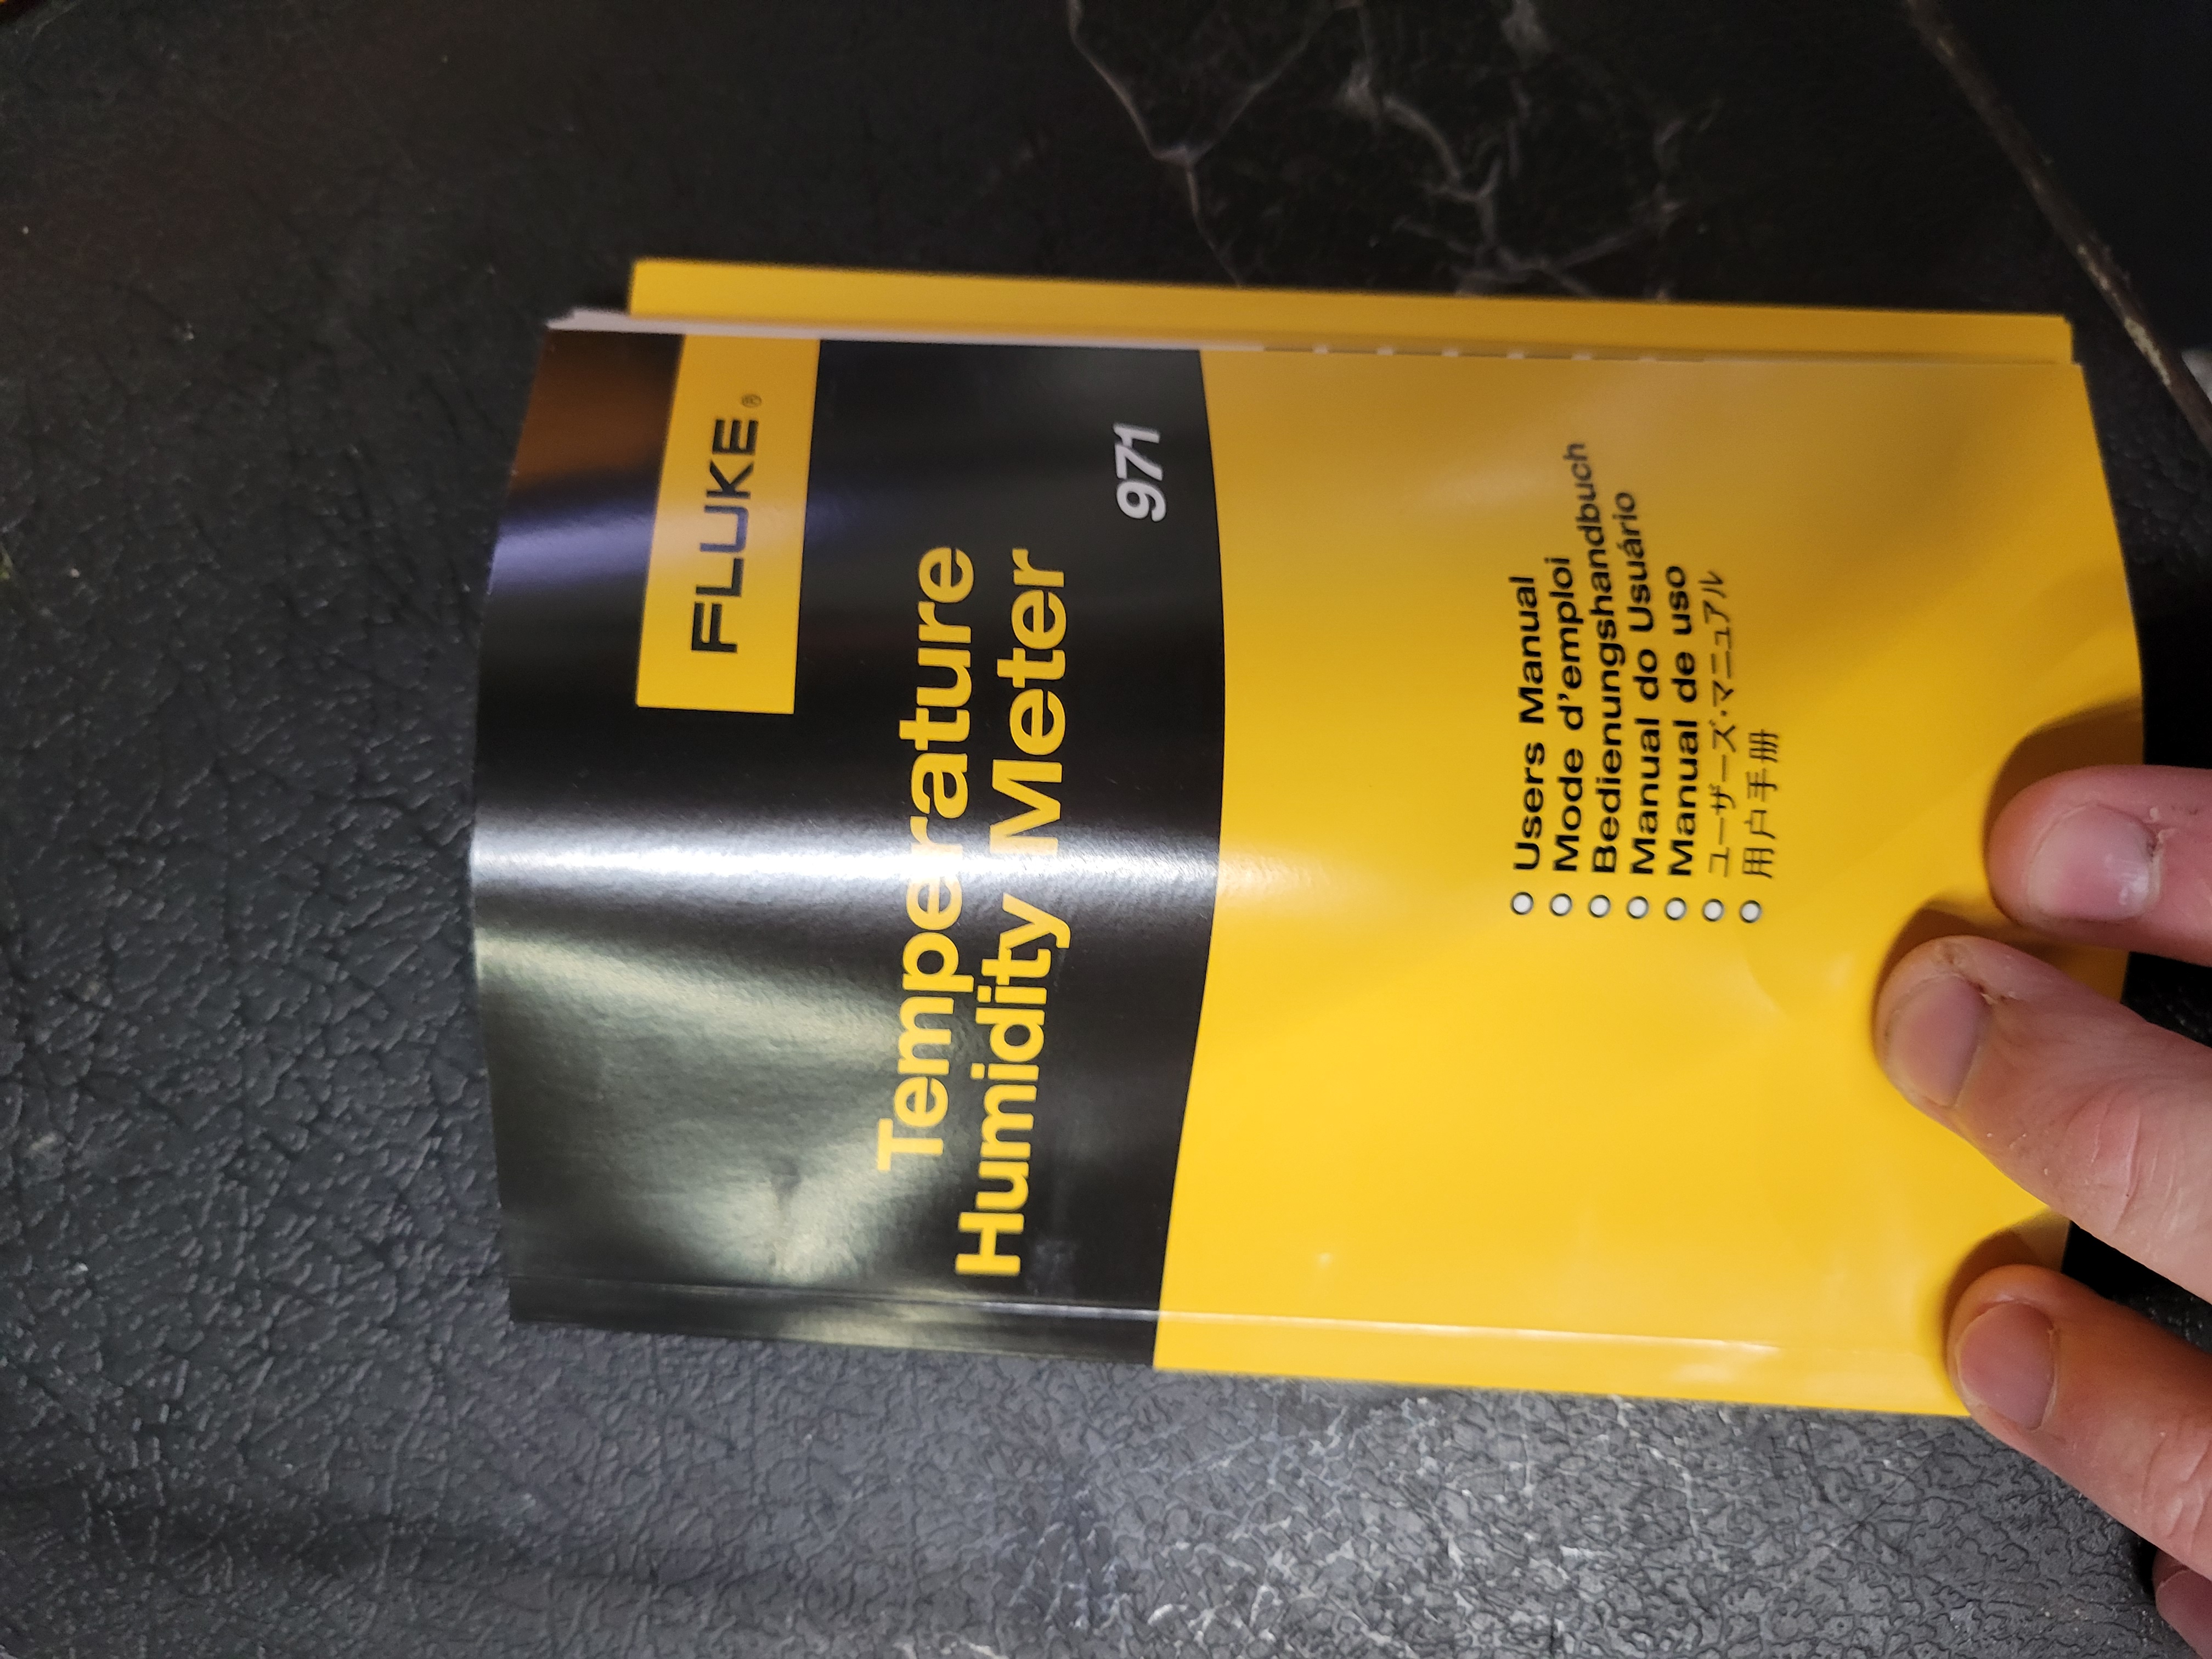 FLUKE®
Temperature
Humidity Meter
971
Users Manual
Mode d'emploi
Bedienungshandbuch
Manual do Usuário
Manual de uso
ユーザーズ・マニュアル
用户手册